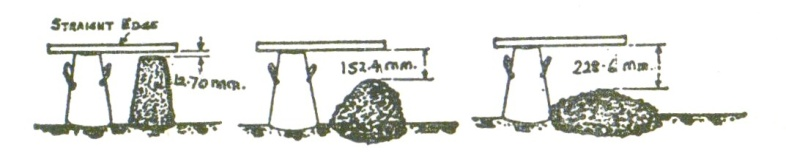 STRAIGHT EDGE
12.70 mm.
152.4 mm.
228.6 mm.